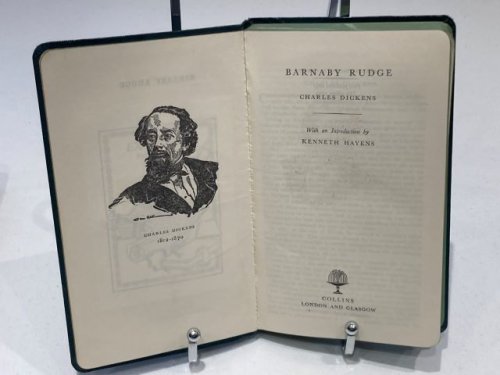 CHARLES DICKENS
1812-1870
BARNABY RUDGE
CHARLES DICKENS
With an Introduction by
KENNETH HAVENS
COLLINS
LONDON AND GLASGOW